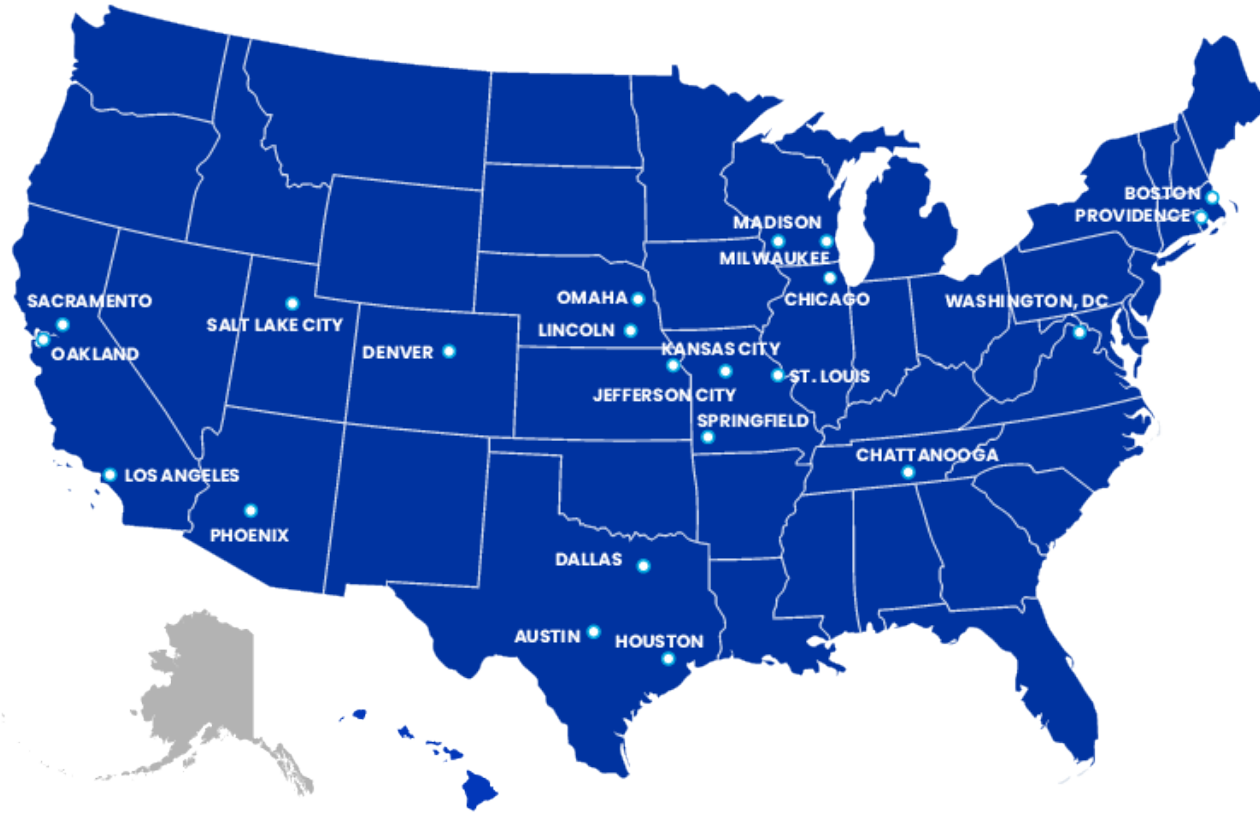 BOSTON
PROVIDENCE
MADISON
MILWAUKEE
OMAHA
CHICAGO
SACRAMENTO
WASHINGTON, DC
SALT LAKE CITY
LINCOLN
OAKLAND
DENVER
KANSAS CITY
ST. LOUIS
JEFFERSON CITY
SPRINGFIELD
CHATTANOOGA
LOS ANGELES
PHOENIX
DALLAS
AUSTIN
HOUSTON